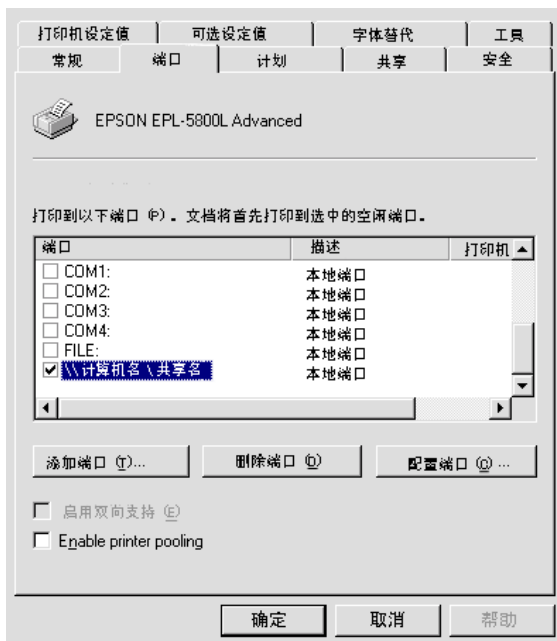 打印机设定值 可选设定值 字体替代 工具
常规 端口 计划 共享 安全
EPSON EPL-5800L Advanced
打印到以下端口 (P)。文档将首先打印到选中的空闲端口。
端口 描述 打印机
COM1: 本地端口
COM2: 本地端口
COM3: 本地端口
COM4: 本地端口
FILE: 本地端口
\\计算机名\共享名 本地端口
添加端口 (T)... 删除端口 (D) 配置端口 (C) ...
启用双向支持 (E)
Enable printer pooling
确定 取消 帮助